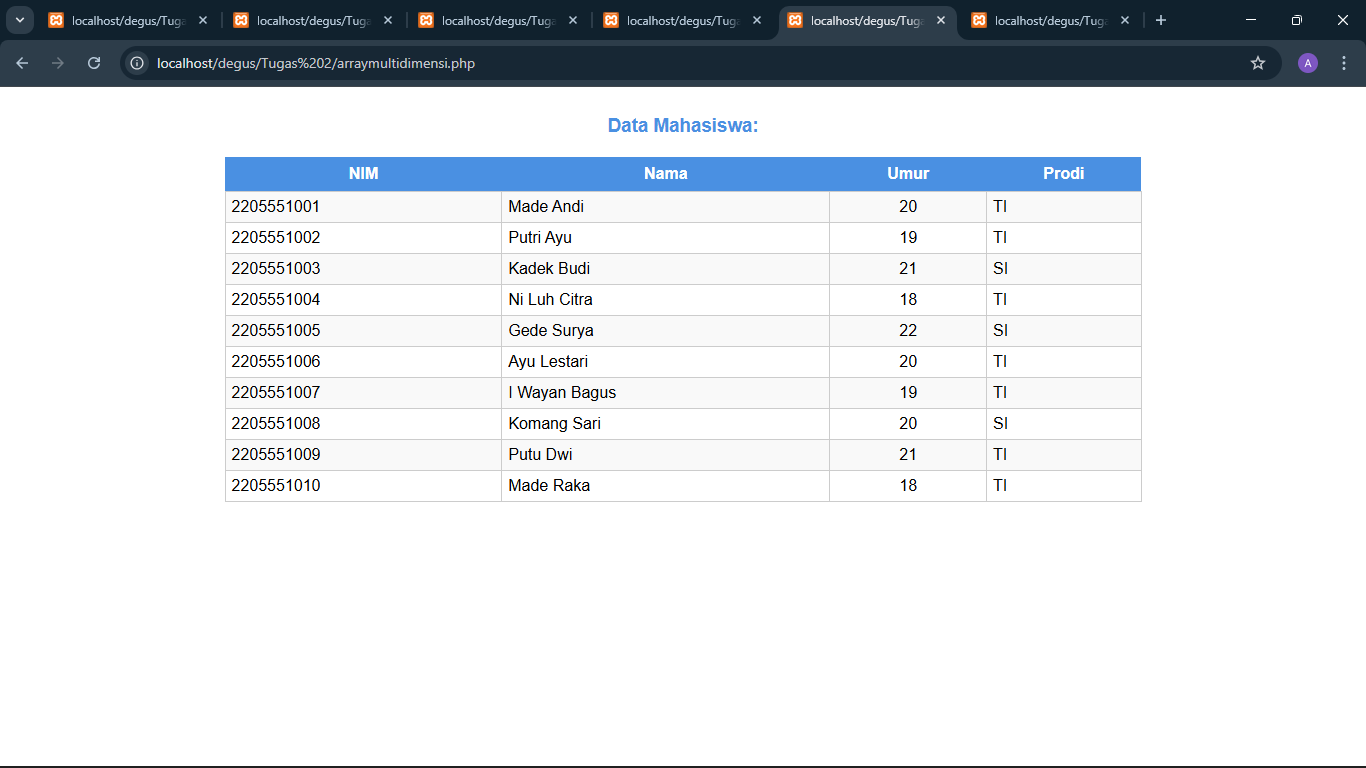 localhost/degus/Tuga
localhost/degus/Tuga
localhost/degus/Tuga
localhost/degus/Tuga
localhost/degus/Tug
localhost/degus/Tuga
localhost/degus/Tugas%202/arraymultidimensi.php
A
Data Mahasiswa:
NIM Nama Umur Prodi
2205551001 Made Andi 20 TI
2205551002 Putri Ayu 19 TI
2205551003 Kadek Budi 21 SI
2205551004 Ni Luh Citra 18 TI
2205551005 Gede Surya 22 SI
2205551006 Ayu Lestari 20 TI
2205551007 I Wayan Bagus 19 TI
2205551008 Komang Sari 20 SI
2205551009 Putu Dwi 21 TI
2205551010 Made Raka 18 TI